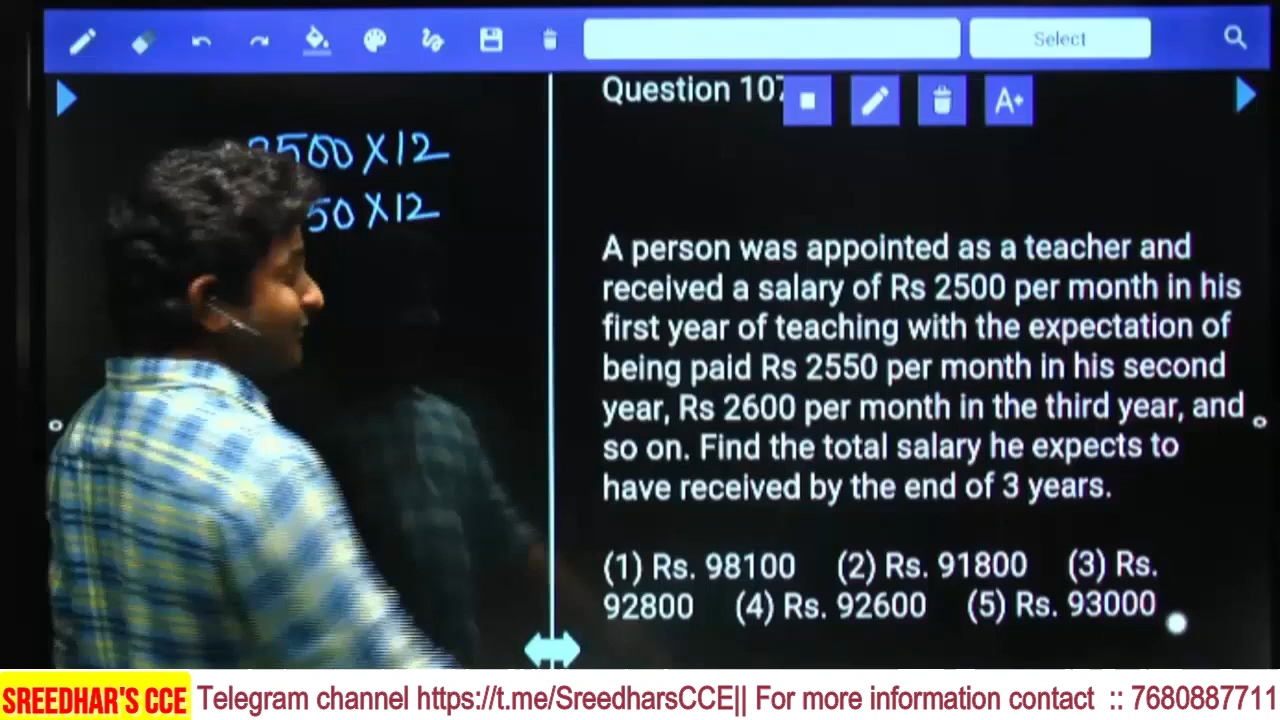 Select
Question 107
A+
2500 X 12
50 X 12
A person was appointed as a teacher and
received a salary of Rs 2500 per month in his
first year of teaching with the expectation of
being paid Rs 2550 per month in his second
year, Rs 2600 per month in the third year, and
so on. Find the total salary he expects to
have received by the end of 3 years.
(1) Rs. 98100 (2) Rs. 91800 (3) Rs.
92800 (4) Rs. 92600 (5) Rs. 93000
SREEDHAR'S CCE Telegram channel https://t.me/SreedharsCCE|| For more information contact :: 7680887711